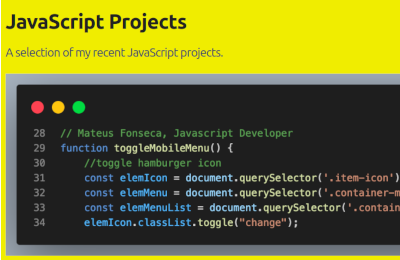 JavaScript Projects
A selection of my recent JavaScript projects.
28 // Mateus Fonseca, Javascript Developer
29 function toggleMobileMenu() {
30 //toggle hamburger icon
31 const elemIcon = document.querySelector('.item-icon')
32 const elemMenu = document.querySelector('.container-m
33 const elemMenuList = document.querySelector('.contain
34 elemIcon.classList.toggle("change");